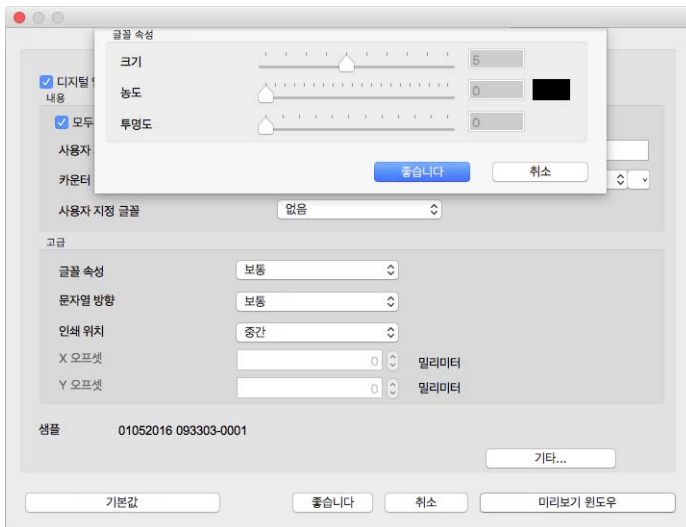 글꼴 속성
크기 5
농도 0
투명도 0
좋습니다 취소
디지털
내용
모두
사용자
카운터
사용자 지정 글꼴 없음
고급
글꼴 속성 보통
문자열 방향 보통
인쇄 위치 중간
X 오프셋 0 밀리미터
Y 오프셋 0 밀리미터
샘플 01052016 093303-0001
기타...
기본값 좋습니다 취소 미리보기 윈도우